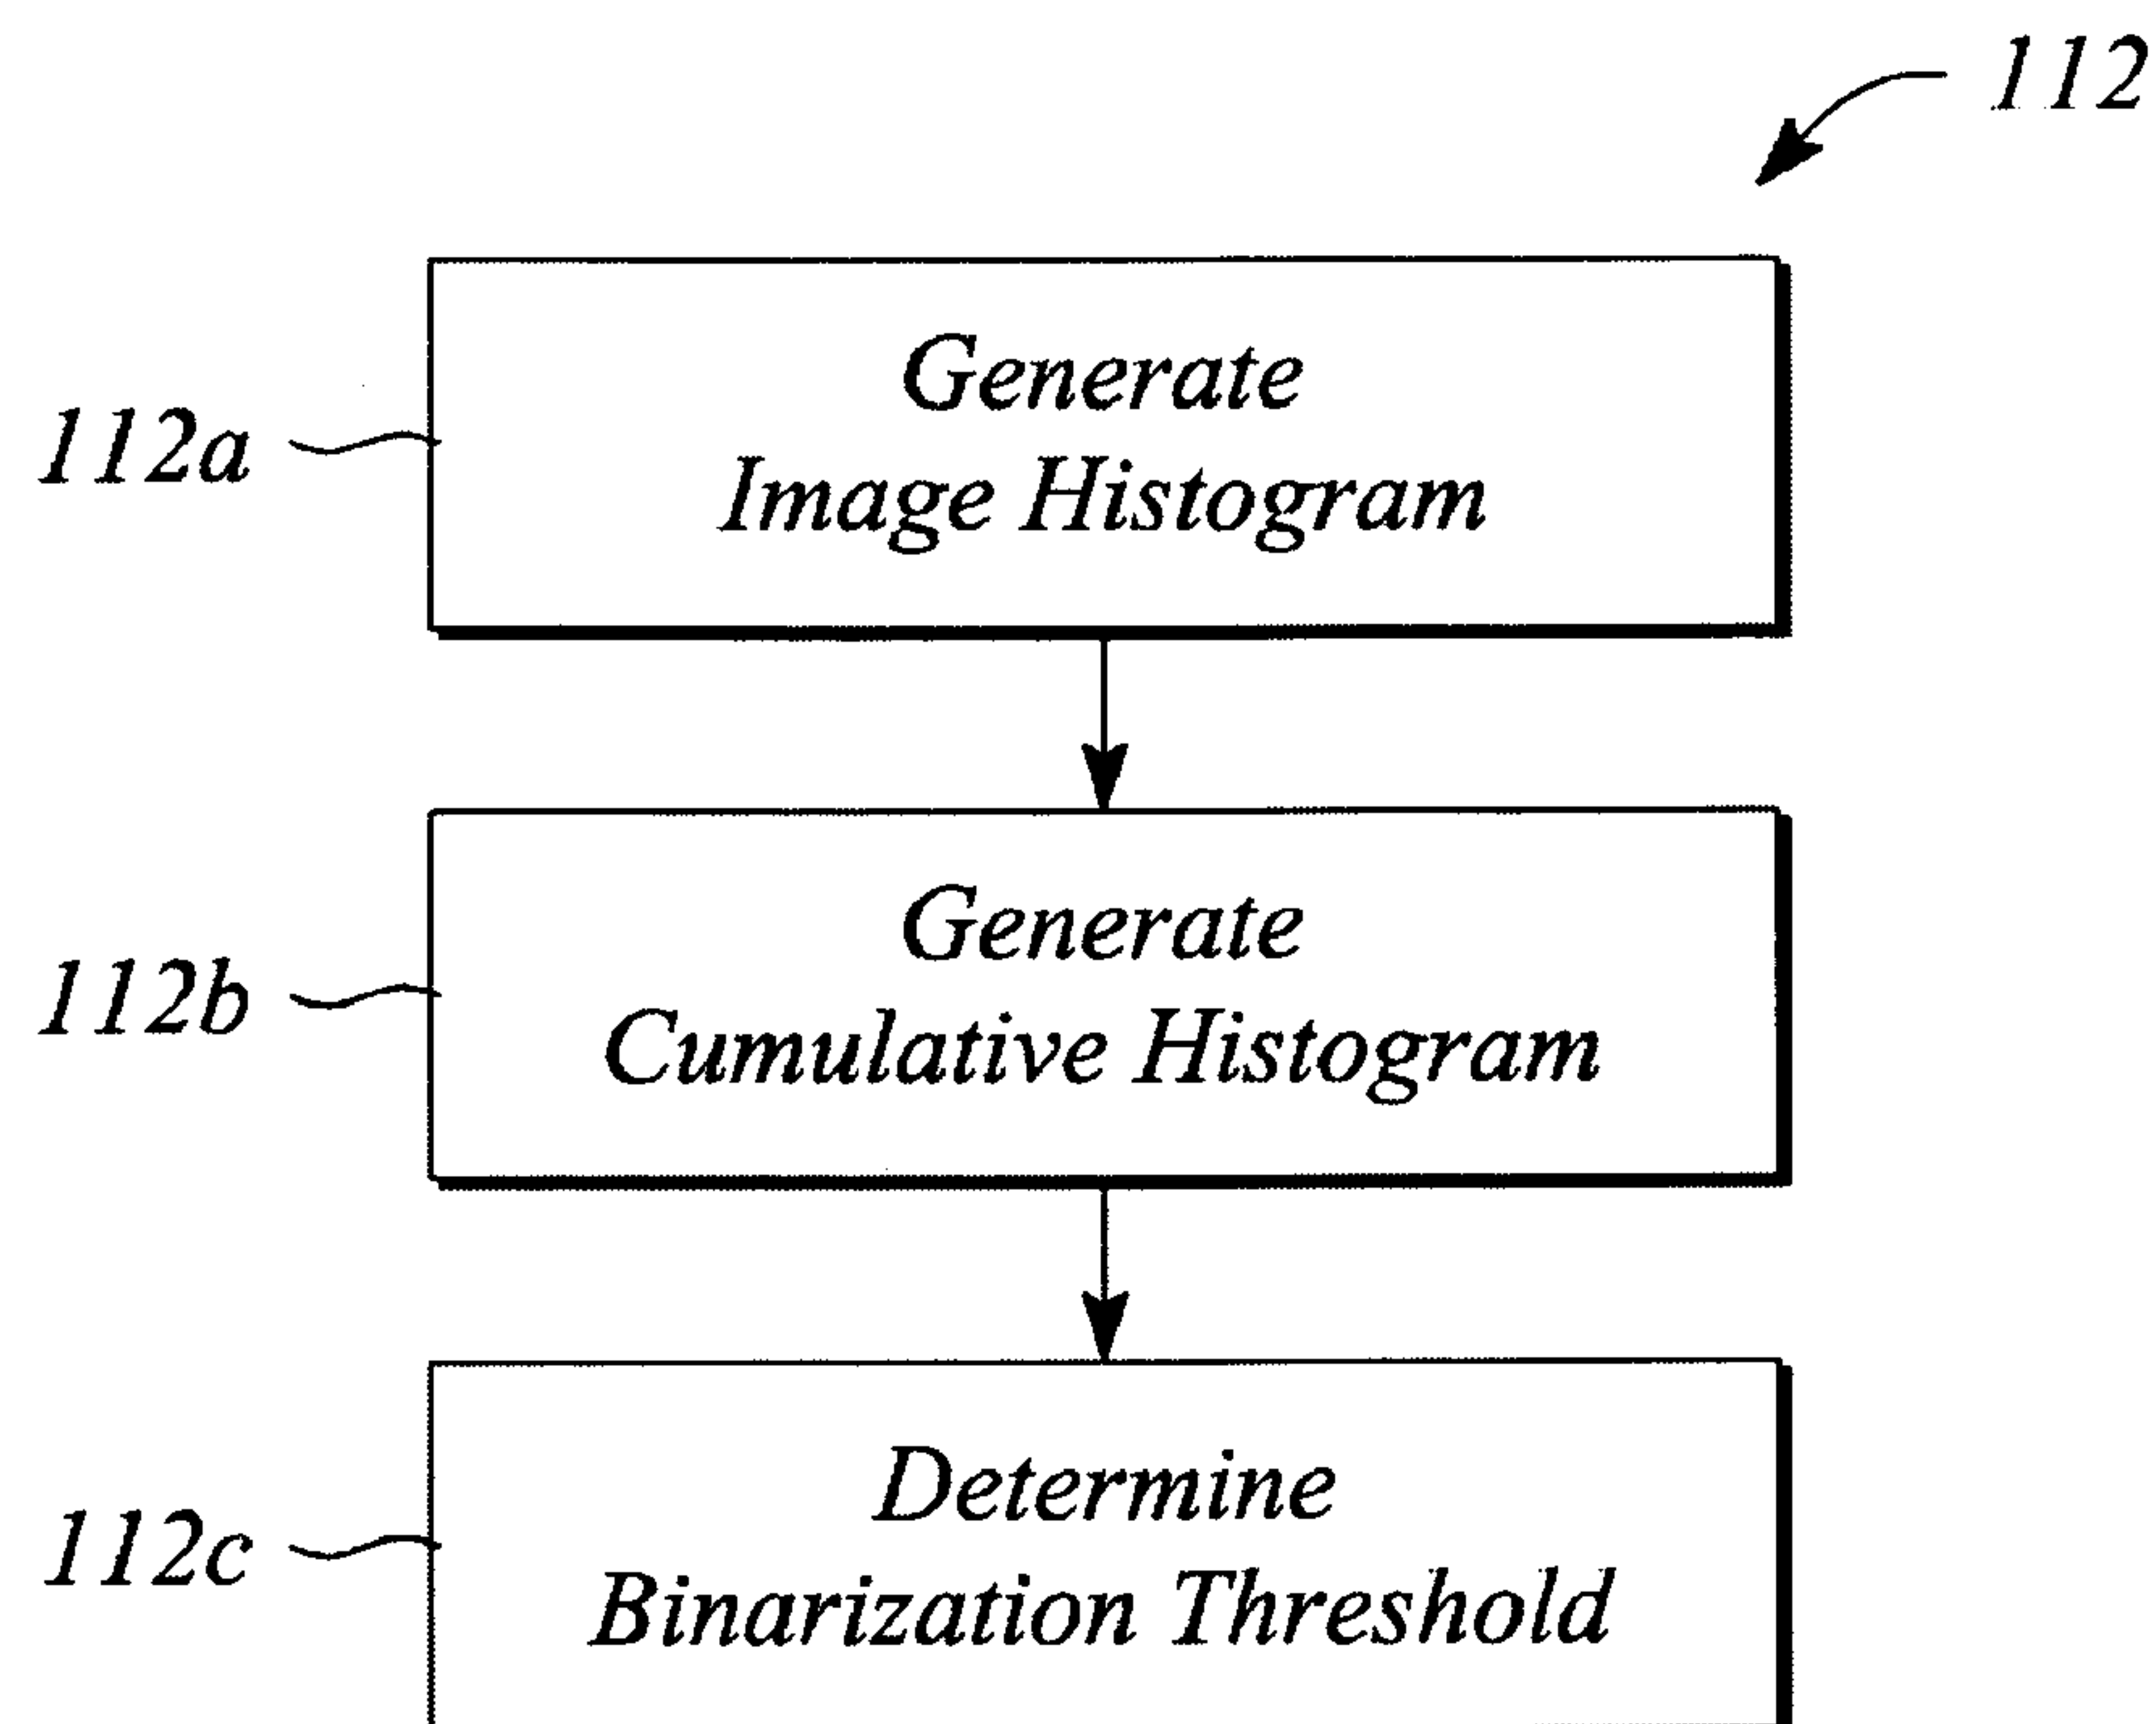 112
112a
Generate
Image Histogram
112b
Generate
Cumulative Histogram
112c
Determine
Binarization Threshold